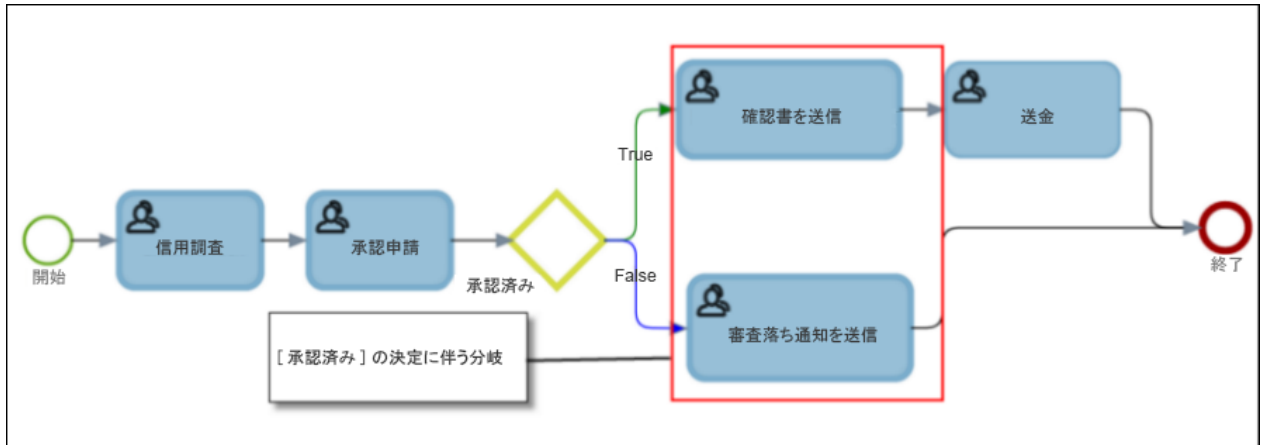 開始
信用調査
承認申請
承認済み
True
False
確認書を送信
送金
審査落ち通知を送信
終了
[ 承認済み ] の決定に伴う分岐